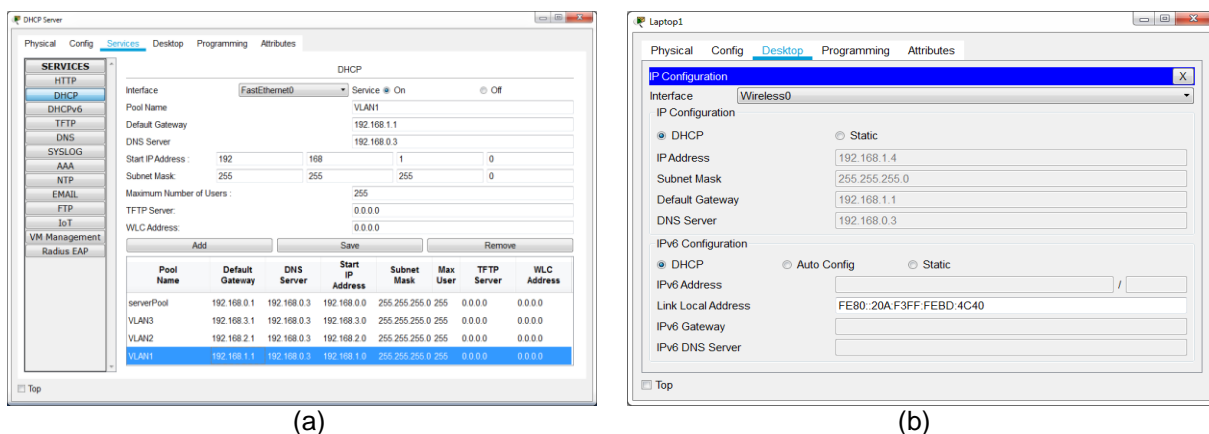 DHCP Server
Physical Config Services Desktop Programming Attributes
SERVICES
HTTP
DHCP
DHCPv6
TFTP
DNS
SYSLOG
AAA
NTP
EMAIL
FTP
IoT
VM Management
Radius EAP
DHCP
Interface FastEthernet0 Service On Off
Pool Name VLAN1
Default Gateway 192.168.1.1
DNS Server 192.168.0.3
Start IP Address : 192 168 1 0
Subnet Mask: 255 255 255 0
Maximum Number of Users : 255
TFTP Server: 0.0.0.0
WLC Address: 0.0.0.0
Add Save Remove
Pool Name Default Gateway DNS Server Start IP Address Subnet Mask Max User TFTP Server WLC Address
serverPool 192.168.0.1 192.168.0.3 192.168.0.0 255.255.255.0 255 0.0.0.0 0.0.0.0
VLAN3 192.168.3.1 192.168.0.3 192.168.3.0 255.255.255.0 255 0.0.0.0 0.0.0.0
VLAN2 192.168.2.1 192.168.0.3 192.168.2.0 255.255.255.0 255 0.0.0.0 0.0.0.0
VLAN1 192.168.1.1 192.168.0.3 192.168.1.0 255.255.255.0 255 0.0.0.0 0.0.0.0
Top
(a)
Laptop1
Physical Config Desktop Programming Attributes
IP Configuration X
Interface Wireless0
IP Configuration
DHCP Static
IP Address 192.168.1.4
Subnet Mask 255.255.255.0
Default Gateway 192.168.1.1
DNS Server 192.168.0.3
IPv6 Configuration
DHCP Auto Config Static
IPv6 Address /
Link Local Address FE80::20A:F3FF:FEBD:4C40
IPv6 Gateway
IPv6 DNS Server
Top
(b)